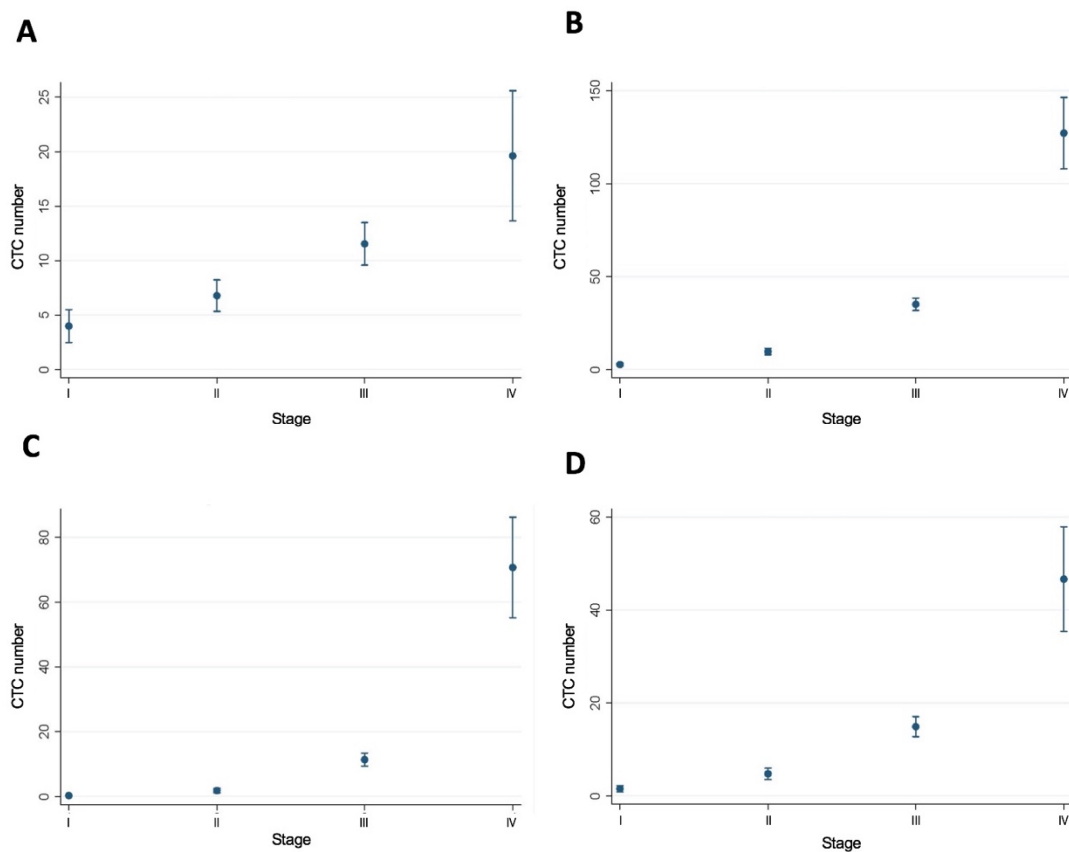 A
CTC number
25
20
15
10
5
0
I II III IV
Stage
B
CTC number
150
100
50
0
I II III IV
Stage
C
CTC number
80
60
40
20
0
I II III IV
Stage
D
CTC number
60
40
20
0
I II III IV
Stage